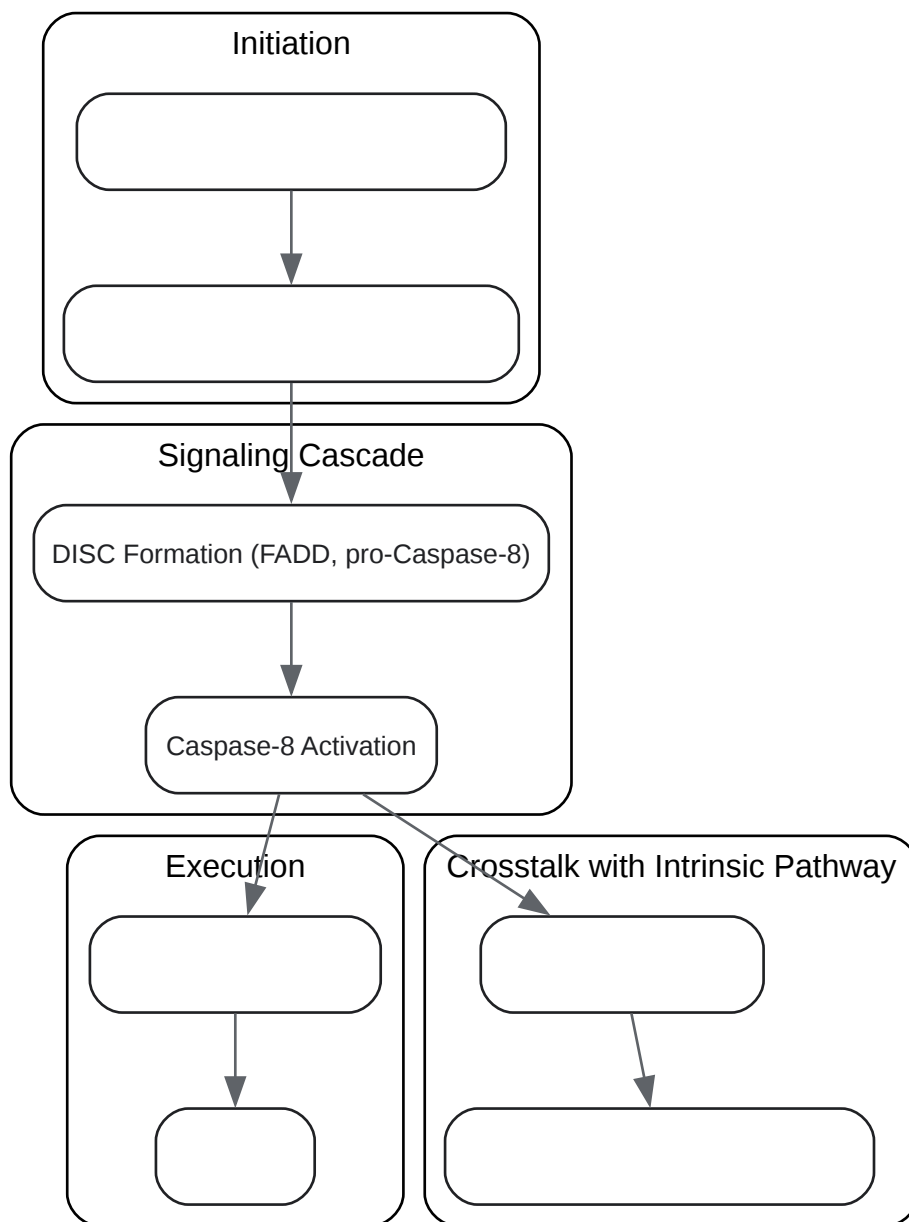 Initiation
Signaling Cascade
DISC Formation (FADD, pro-Caspase-8)
Caspase-8 Activation
Execution
Crosstalk with Intrinsic Pathway